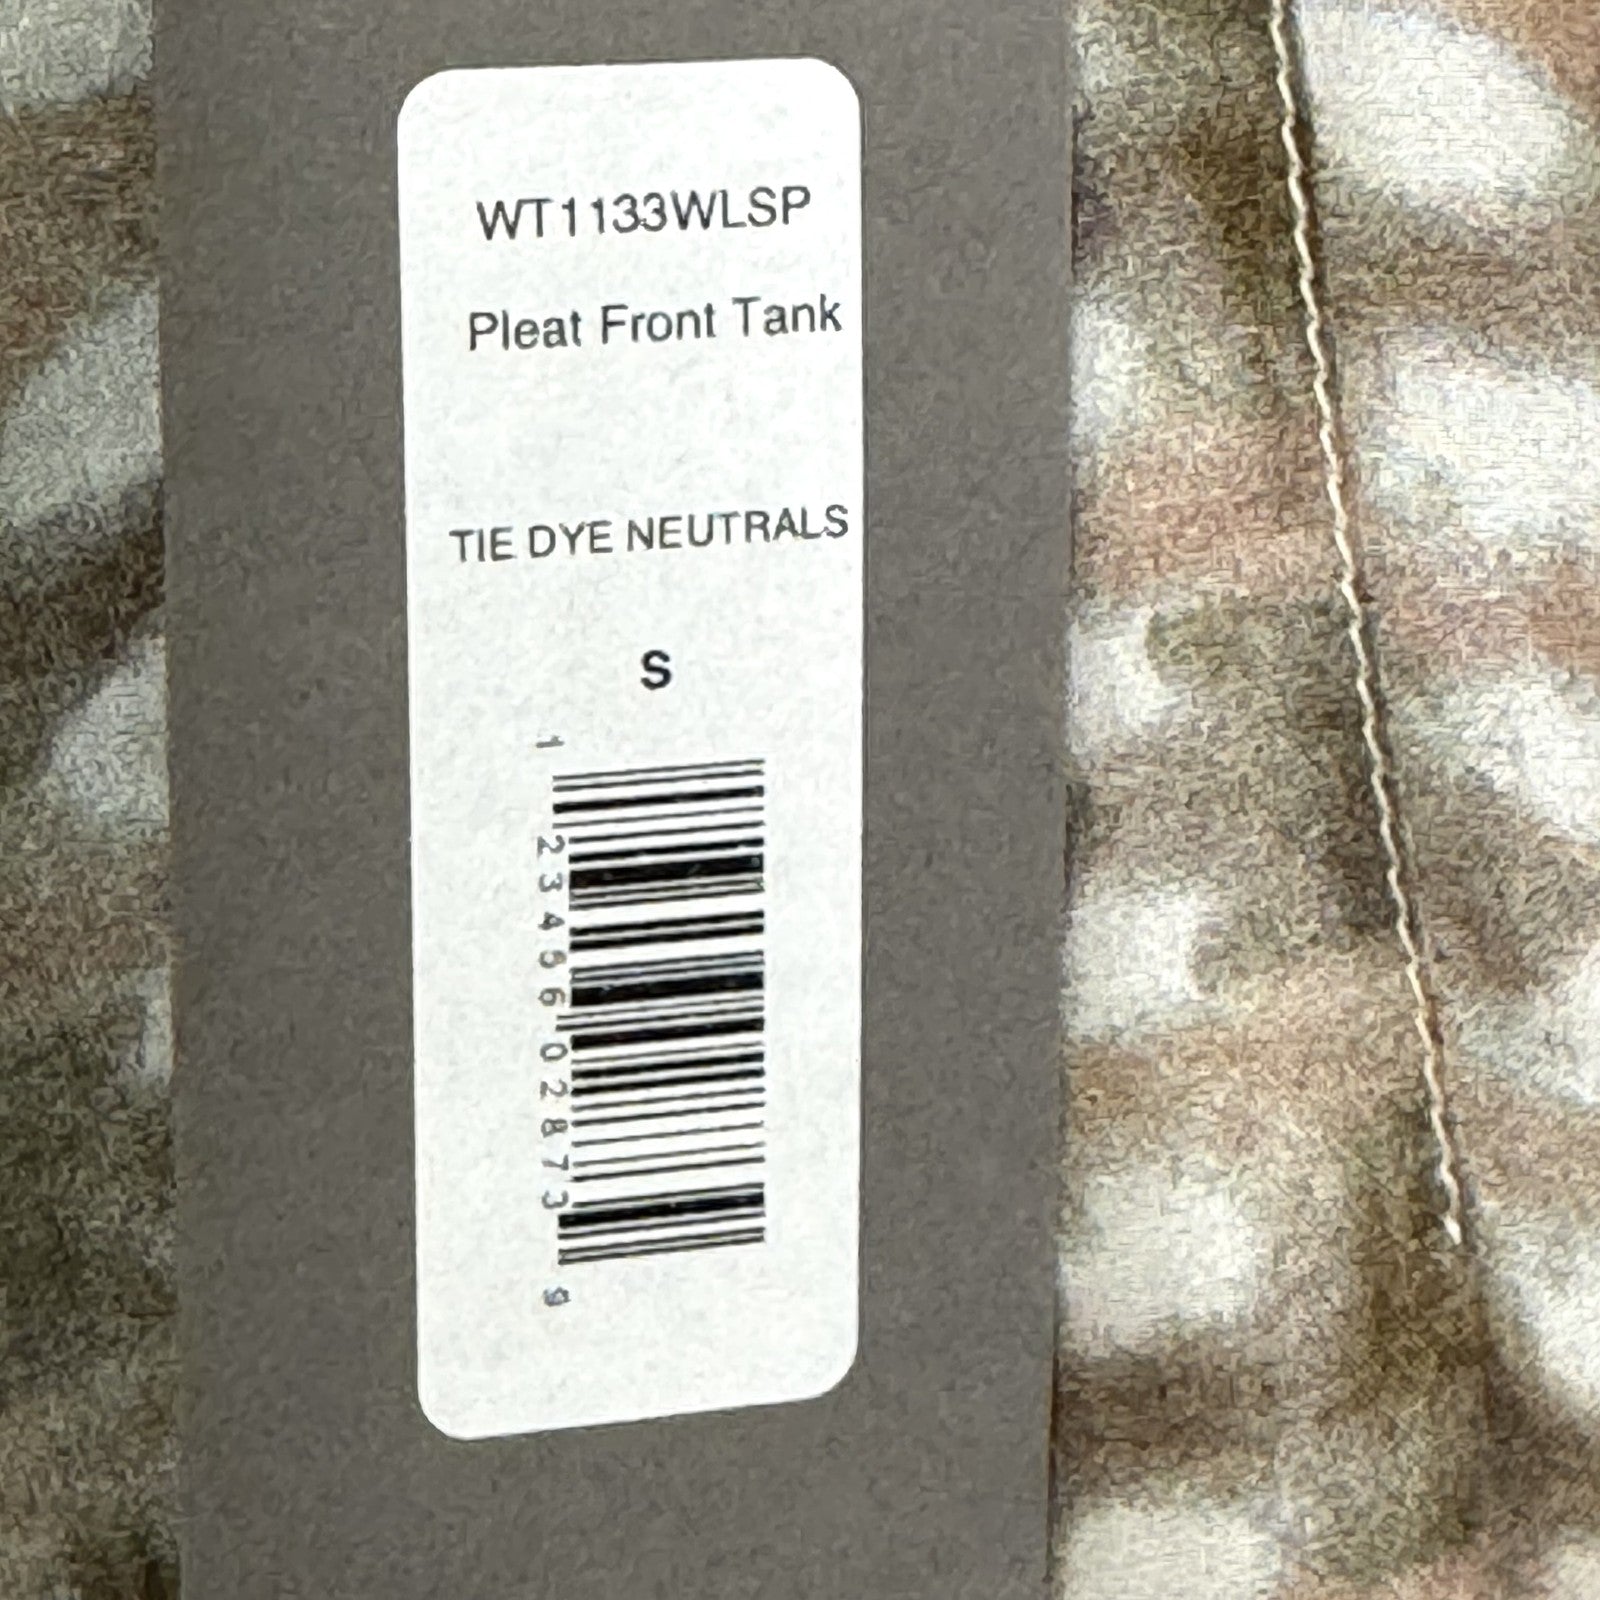 WT1133WLSP
Pleat Front Tank
TIE DYE NEUTRALS
S
1 23456 02873 9